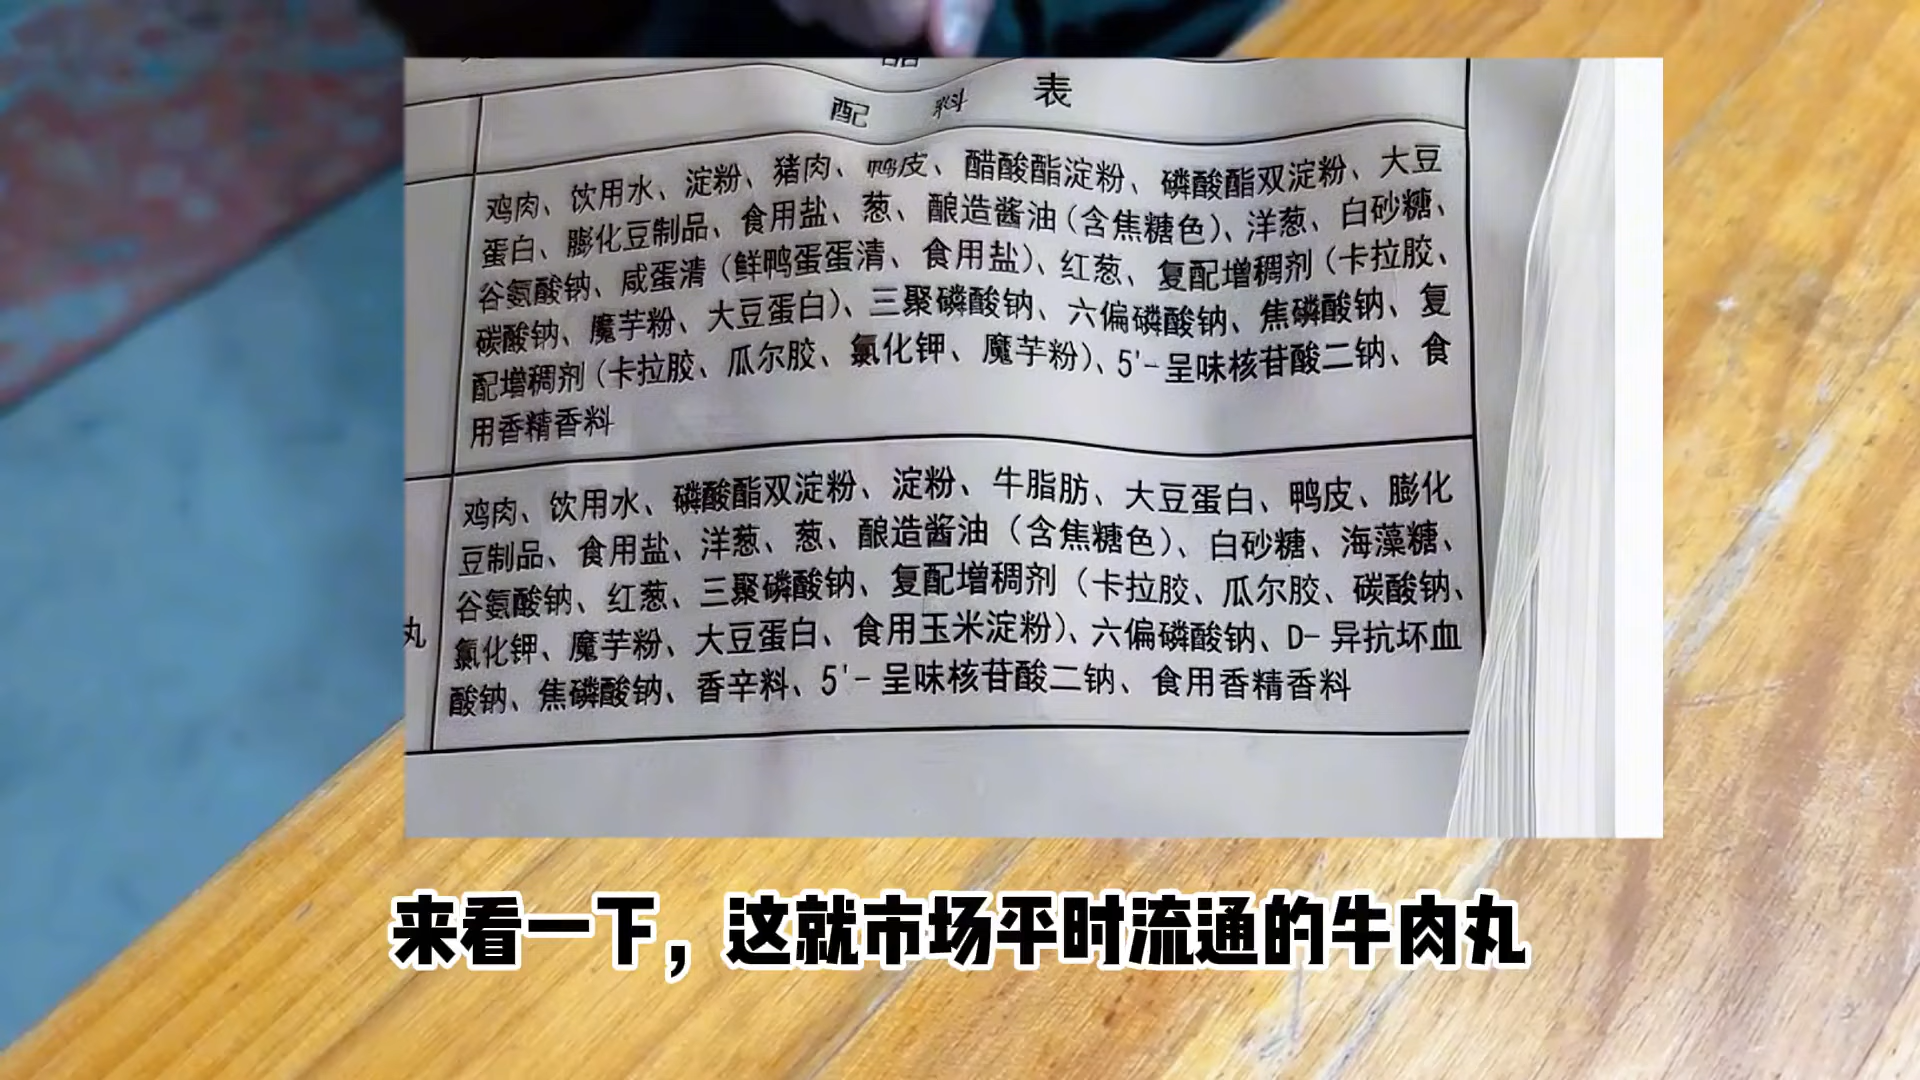 配料表
鸡肉、饮用水、淀粉、猪肉、鸭皮、醋酸酯淀粉、磷酸酯双淀粉、大豆
蛋白、膨化豆制品、食用盐、葱、酿造酱油(含焦糖色)、洋葱、白砂糖、
谷氨酸钠、咸蛋清(鲜鸭蛋蛋清、食用盐)、红葱、复配增稠剂(卡拉胶、
碳酸钠、魔芋粉、大豆蛋白)、三聚磷酸钠、六偏磷酸钠、焦磷酸钠、复
配增稠剂(卡拉胶、瓜尔胶、氯化钾、魔芋粉)、5'-呈味核苷酸二钠、食
用香精香料
鸡肉、饮用水、磷酸酯双淀粉、淀粉、牛脂肪、大豆蛋白、鸭皮、膨化
豆制品、食用盐、洋葱、葱、酿造酱油(含焦糖色)、白砂糖、海藻糖、
谷氨酸钠、红葱、三聚磷酸钠、复配增稠剂(卡拉胶、瓜尔胶、碳酸钠、
丸
氯化钾、魔芋粉、大豆蛋白、食用玉米淀粉)、六偏磷酸钠、D-异抗坏血
酸钠、焦磷酸钠、香辛料、5'-呈味核苷酸二钠、食用香精香料
来看一下，这就市场平时流通的牛肉丸